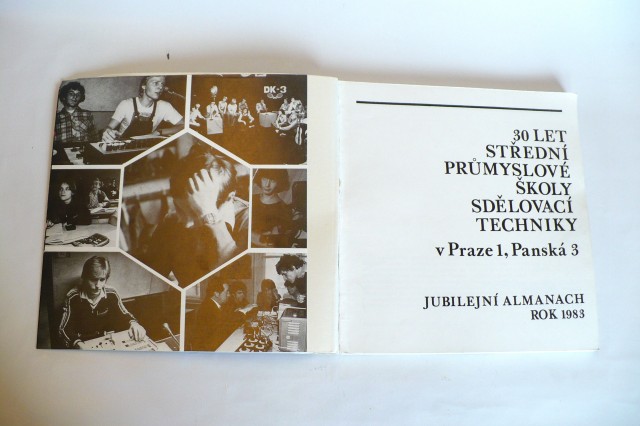 DK-3
30 LET
STŘEDNÍ
PRŮMYSLOVÉ
ŠKOLY
SDĚLOVACÍ
TECHNIKY
v Praze 1, Panská 3
JUBILEJNÍ ALMANACH
ROK 1983